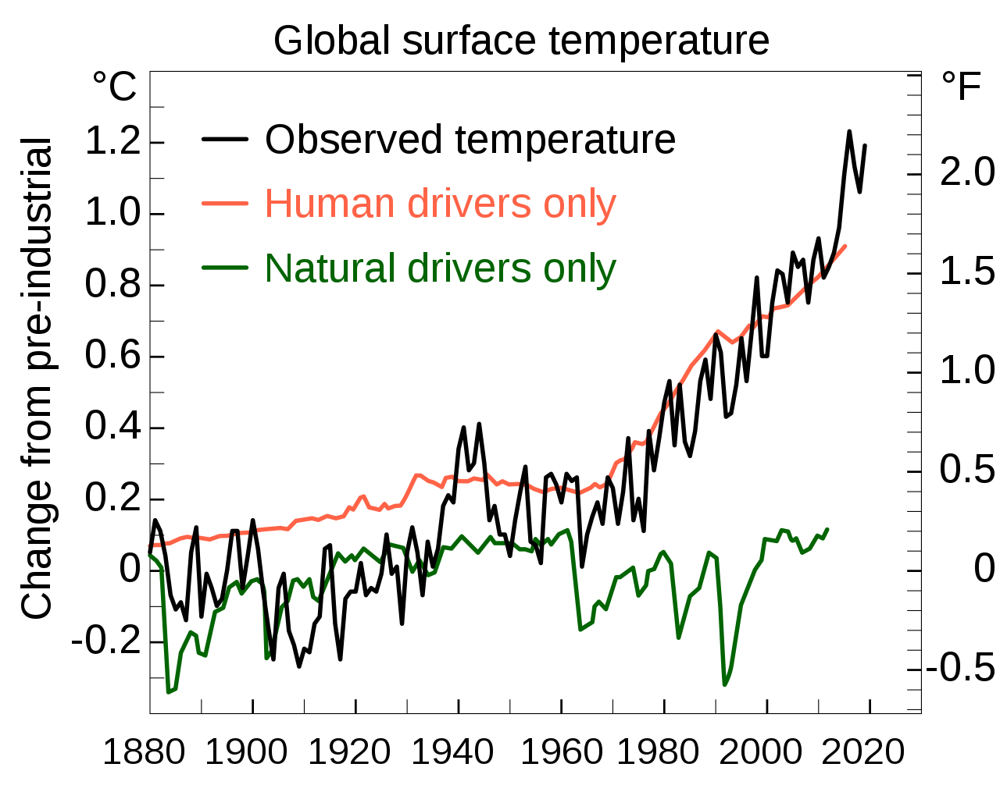 Global surface temperature
°C
°F
Change from pre-industrial
1.2
1.0
0.8
0.6
0.4
0.2
0
-0.2
Observed temperature
Human drivers only
Natural drivers only
2.0
1.5
1.0
0.5
0
-0.5
1880 1900 1920 1940 1960 1980 2000 2020